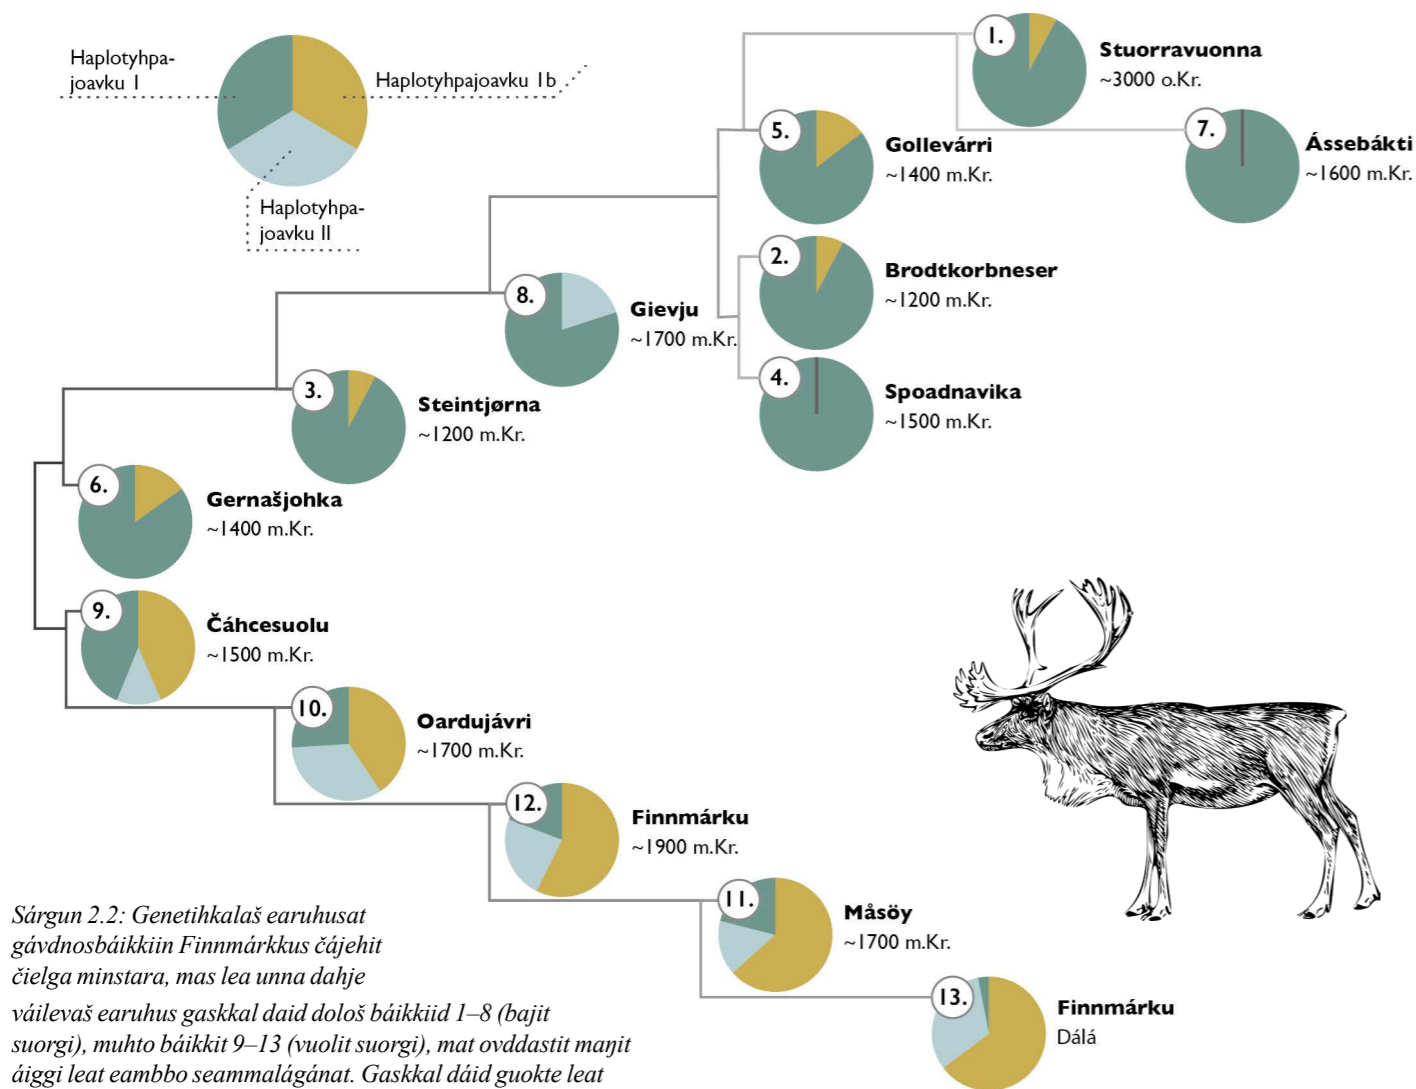 Haplotyhpa-
joavku 1
Haplotyhpajoavku 1b
Haplotyhpa-
joavku II
1.
Stuorravuonna
~3000 o.Kr.
5.
Gollevárri
~1400 m.Kr.
7.
Ássebákti
~1600 m.Kr.
2.
Brodtkorbneser
~1200 m.Kr.
8.
Gievju
~1700 m.Kr.
4.
Spoadnavika
~1500 m.Kr.
3.
Steintjørna
~1200 m.Kr.
6.
Gernašjohka
~1400 m.Kr.
9.
Čáhcesuolu
~1500 m.Kr.
10.
Oardujávri
~1700 m.Kr.
12.
Finnmárku
~1900 m.Kr.
11.
Måsöy
~1700 m.Kr.
13.
Finnmárku
Dálá
Sárgun 2.2: Genetihkalaš earuhusat
gávdnosbáikkiin Finnmárkkus čájehit
čielga minstara, mas lea unna dahje
váilevaš earuhus gaskkal daid dološ báikkiid 1–8 (bajit
suorgi), muhto báikkit 9–13 (vuolit suorgi), mat ovddastit maŋit
áiggi leat eambbo seammalágánat. Gaskkal dáid guokte leat